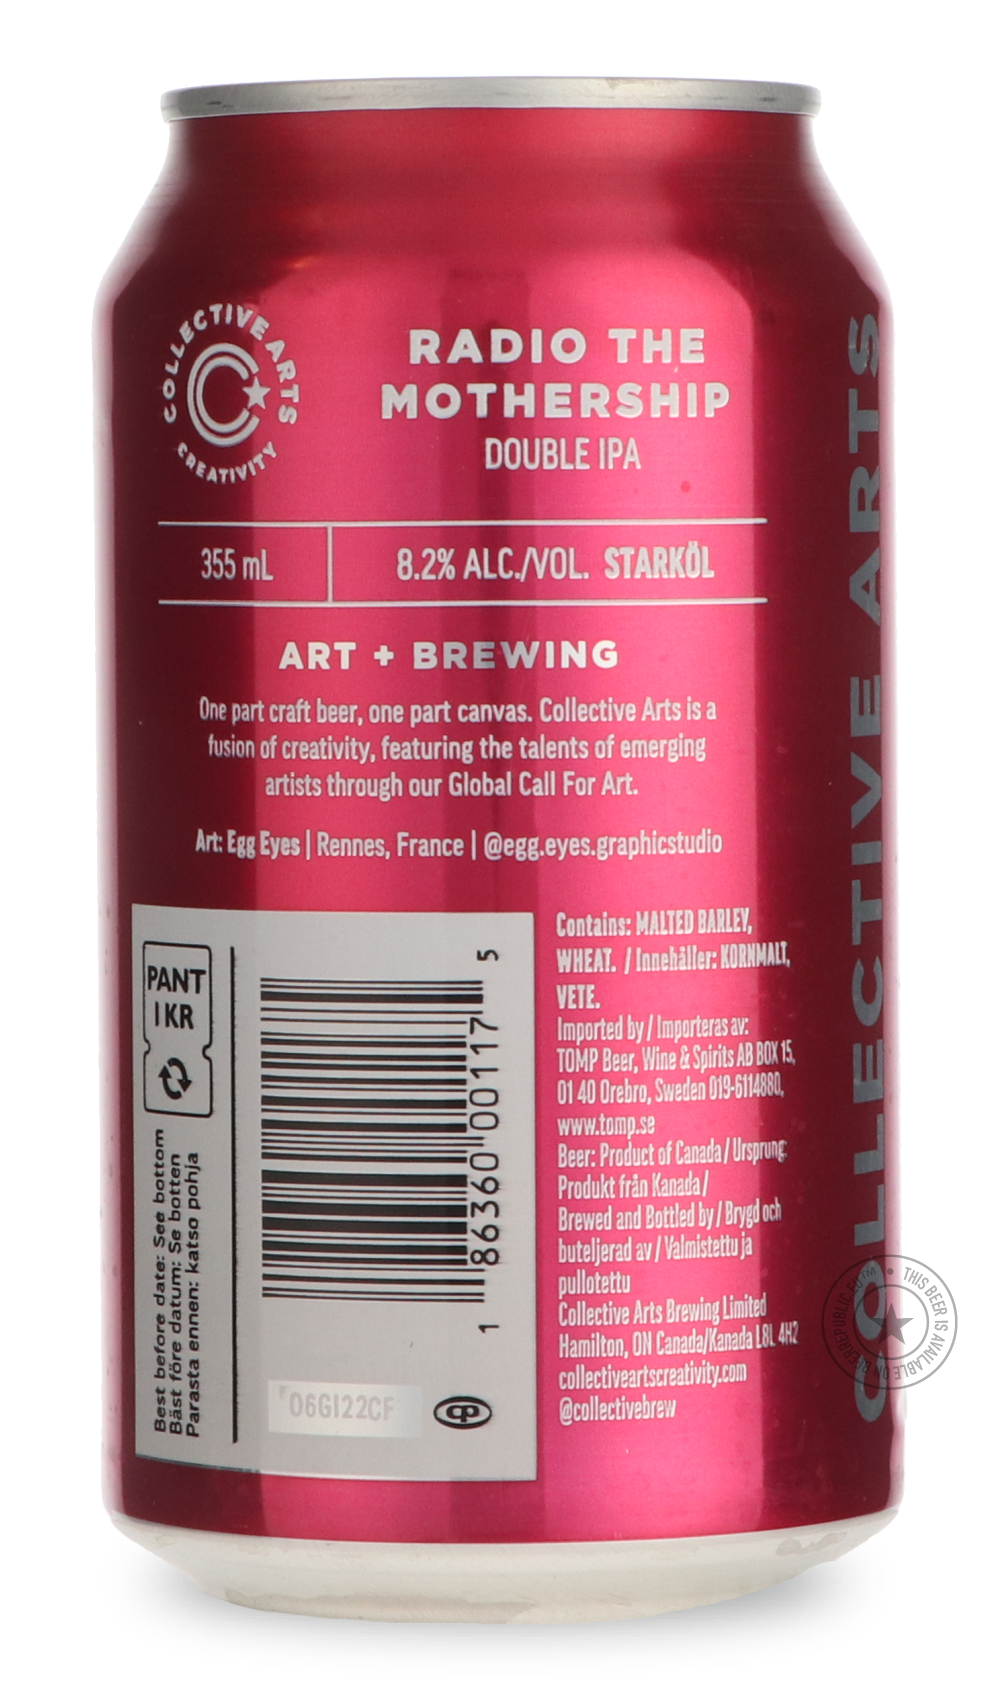 COLLECTIVE ARTS
CREATIVITY
RADIO THE
MOTHERSHIP
DOUBLE IPA
355 mL
8.2% ALC./VOL. STARKÖL
ART + BREWING
One part craft beer, one part canvas. Collective Arts is a
fusion of creativity, featuring the talents of emerging
artists through our Global Call For Art.
Art: Egg Eyes | Rennes, France | @egg.eyes.graphicstudio
PANT
1 KR
Best before date: See bottom
Bäst före datum: Se botten
Parasta ennen: katso pohja
1 86360 00117 5
06GI22CF
Contains: MALTED BARLEY,
WHEAT. / Innehåller: KORNMALT,
VETE.
Imported by / Importeras av:
TOMP Beer, Wine & Spirits AB BOX 15,
01 40 Orebro, Sweden 019-6114880,
www.tomp.se
Beer: Product of Canada / Ursprung:
Produkt från Kanada /
Brewed and Bottled by / Brygd och
buteljerad av / Valmistettu ja
pullotettu
Collective Arts Brewing Limited
Hamilton, ON Canada/Kanada L8L 4H2
collectiveartscreativity.com
@collectivebrew
COLLECTIVE ARTS
THIS BEER IS AVAILABLE ON BEERREPUBLIC.EU™